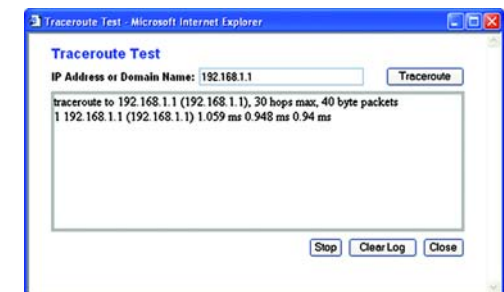 Traceroute Test - Microsoft Internet Explorer
Traceroute Test
IP Address or Domain Name: 192.168.1.1 Traceroute
traceroute to 192.168.1.1 (192.168.1.1), 30 hops max, 40 byte packets
1 192.168.1.1 (192.168.1.1) 1.059 ms 0.948 ms 0.94 ms
Stop Clear Log Close